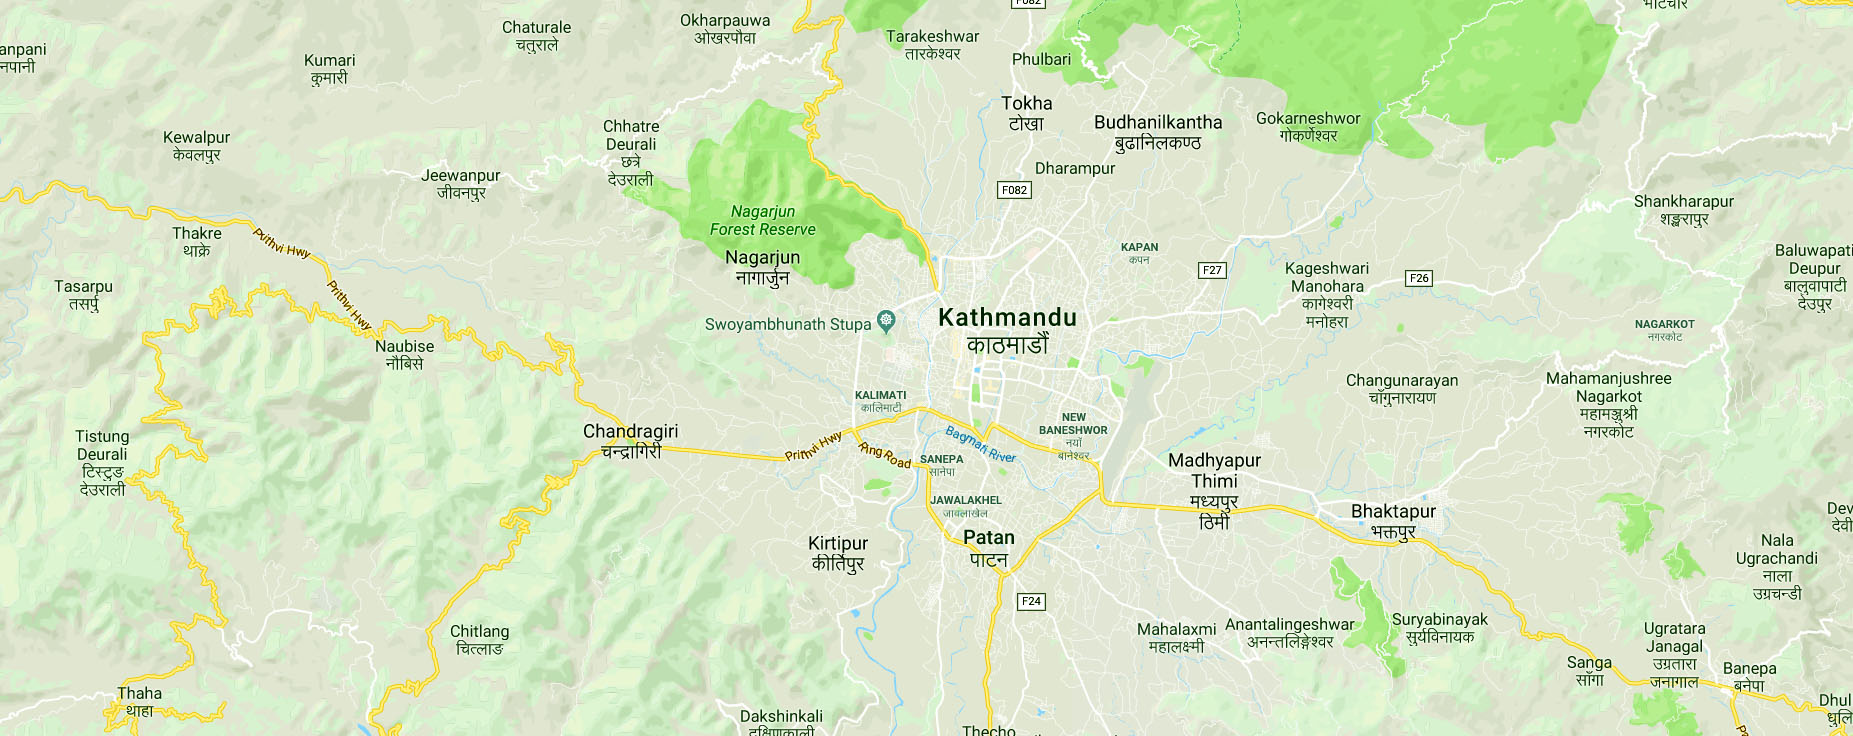 F082
भोटेचौर
Chaturale
चतुराले
Okharpauwa
ओखरपौवा
Tarakeshwar
तारकेश्वर
anpani
नपानी
Kumari
कुमारी
Phulbari
Tokha
टोखा
Budhanilkantha
बुढानिलकण्ठ
Gokarneshwor
गोकर्णेश्वर
Kewalpur
केवलपुर
Chhatre
Deurali
छत्रे
देउराली
Jeewanpur
जीवनपुर
Dharampur
F082
Shankharapur
शङ्खरापुर
Nagarjun
Forest Reserve
Thakre
थाक्रे
Prithvi Hwy
Nagarjun
नागार्जुन
KAPAN
कपन
F27
Kageshwari
Manohara
कागेश्वरी
मनोहरा
F26
Baluwapati
Deupur
बालुवापाटी
देउपुर
Tasarpu
तसर्पु
Prithvi Hwy
Swoyambhunath Stupa
Kathmandu
काठमाडौं
NAGARKOT
नगरकोट
Naubise
नौबिसे
Changunarayan
चाँगुनारायण
Mahamanjushree
Nagarkot
महामञ्जुश्री
नगरकोट
KALIMATI
कालिमाटी
NEW
BANESHWOR
नयाँ
बानेश्वर
Chandragiri
चन्द्रागिरी
Prithvi Hwy
Ring Road
Bagmati River
Tistung
Deurali
टिस्टुङ
देउराली
SANEPA
सानेपा
Madhyapur
Thimi
मध्यपुर
ठिमी
JAWALAKHEL
जावलाखेल
Bhaktapur
भक्तपुर
Dev
देवी
Kirtipur
कीर्तिपुर
Patan
पाटन
Nala
Ugrachandi
नाला
उग्रचन्डी
F24
Chitlang
चित्लाङ
Mahalaxmi
महालक्ष्मी
Anantalingeshwar
अनन्तलिङ्गेश्वर
Suryabinayak
सुर्यविनायक
Ugratara
Janagal
उग्रतारा
जनागाल
Sanga
साँगा
Banepa
बनेपा
Thaha
थाहा
Dakshinkali
दक्षिणकाली
Thecho
Dhul
धुलि